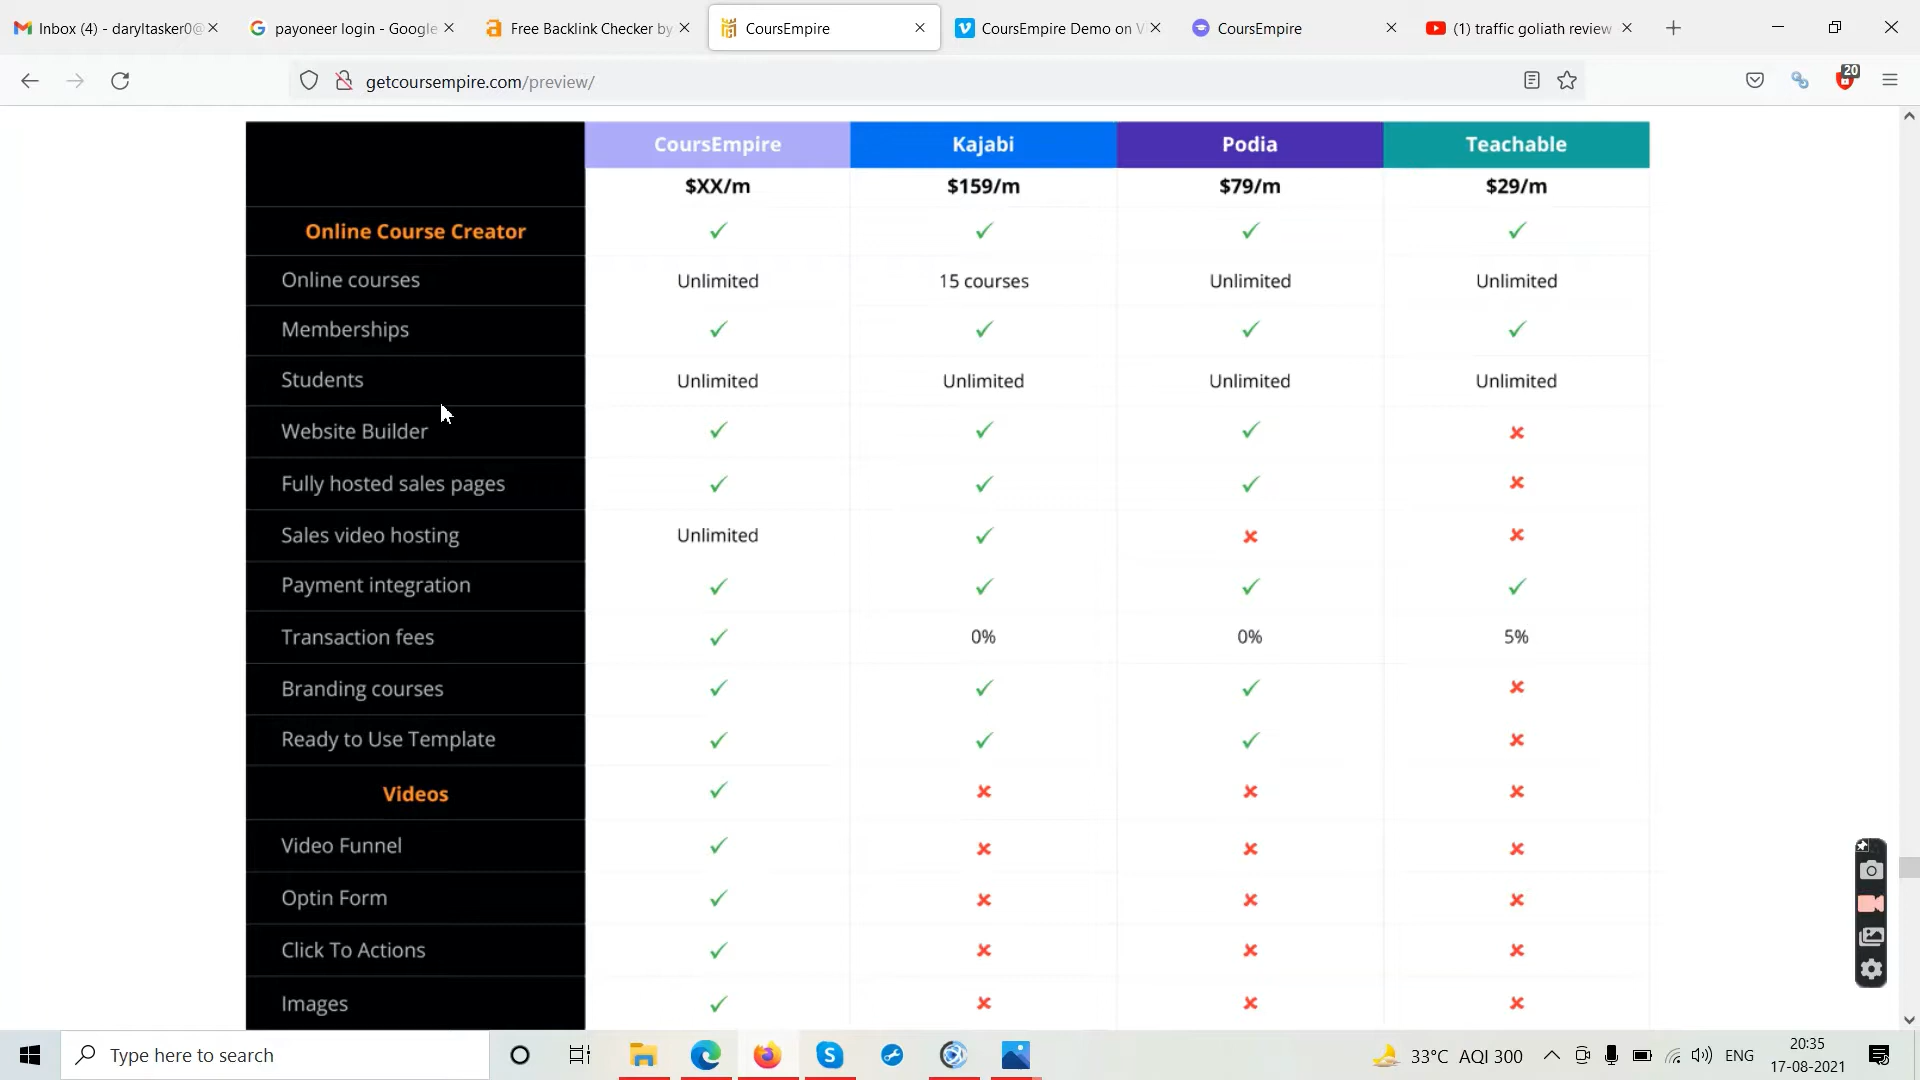 Inbox (4) - daryltasker0@
payoneer login - Google
Free Backlink Checker by
CoursEmpire
CoursEmpire Demo on V
CoursEmpire
(1) traffic goliath review
getcoursempire.com/preview/
20
CoursEmpire Kajabi Podia Teachable
$XX/m $159/m $79/m $29/m
Online Course Creator
Online courses Unlimited 15 courses Unlimited Unlimited
Memberships
Students Unlimited Unlimited Unlimited Unlimited
Website Builder
Fully hosted sales pages
Sales video hosting Unlimited
Payment integration
Transaction fees 0% 0% 5%
Branding courses
Ready to Use Template
Videos
Video Funnel
Optin Form
Click To Actions
Images
Type here to search
33°C AQI 300
ENG
20:35
17-08-2021